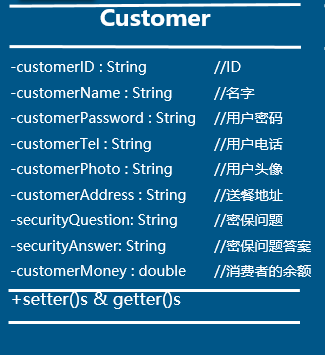 Customer
-customerID : String //ID
-customerName : String //名字
-customerPassword : String //用户密码
-customerTel : String //用户电话
-customerPhoto : String //用户头像
-customerAddress : String //送餐地址
-securityQuestion: String //密保问题
-securityAnswer: String //密保问题答案
-customerMoney : double //消费者的余额
+setter()s & getter()s